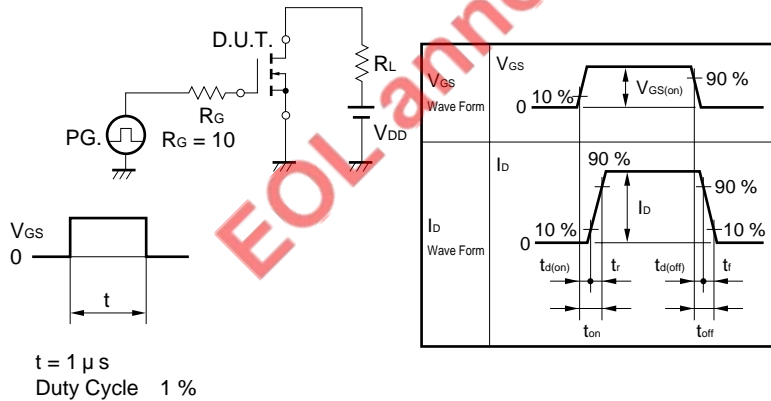 D.U.T.
RL
RG
RG = 10
PG.
VDD
VGS
0
t
t = 1 µ s
Duty Cycle 1 %
VGS
Wave Form
VGS
10 %
0
VGS(on)
90 %
ID
Wave Form
ID
90 %
90 %
10 %
0
ID
10 %
td(on)
tr
td(off)
tf
ton
toff
EOL anno